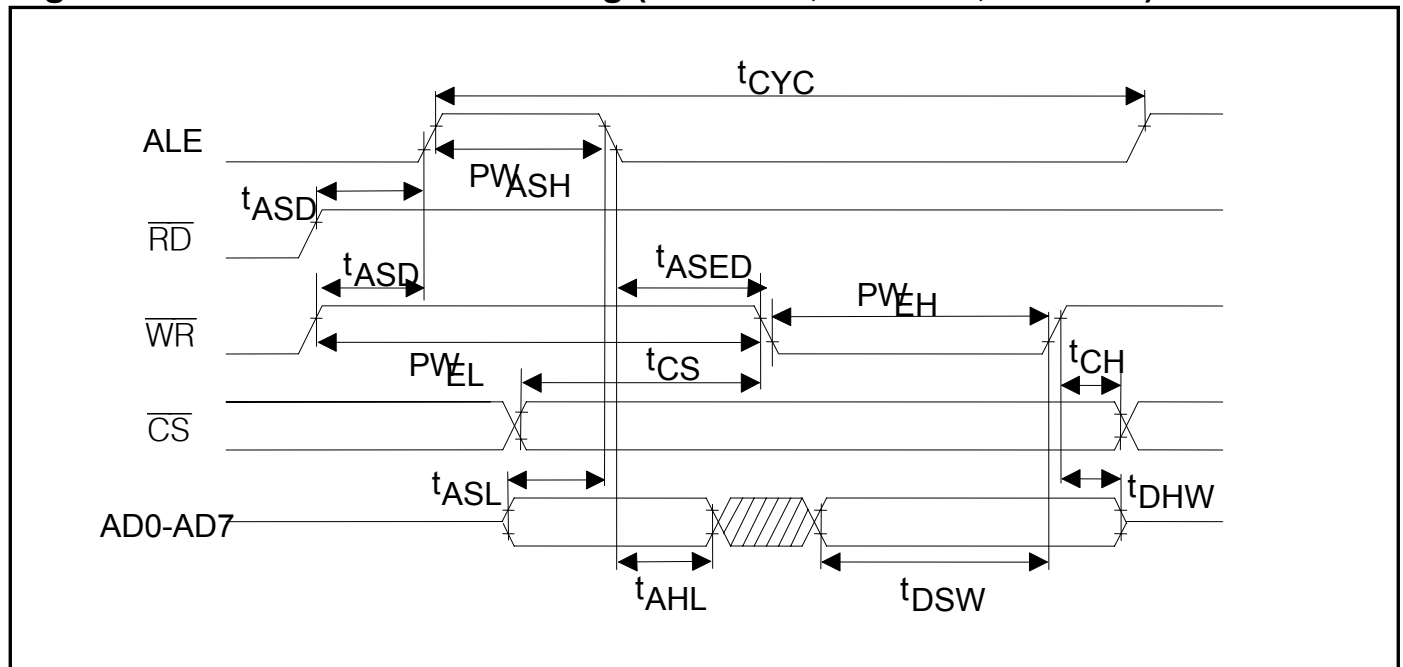 tCYC
ALE
PWASH
tASD
RD
tASD
tASED
PWEH
WR
PWEL
tCS
tCH
CS
tASL
tDHW
AD0-AD7
tAHL
tDSW